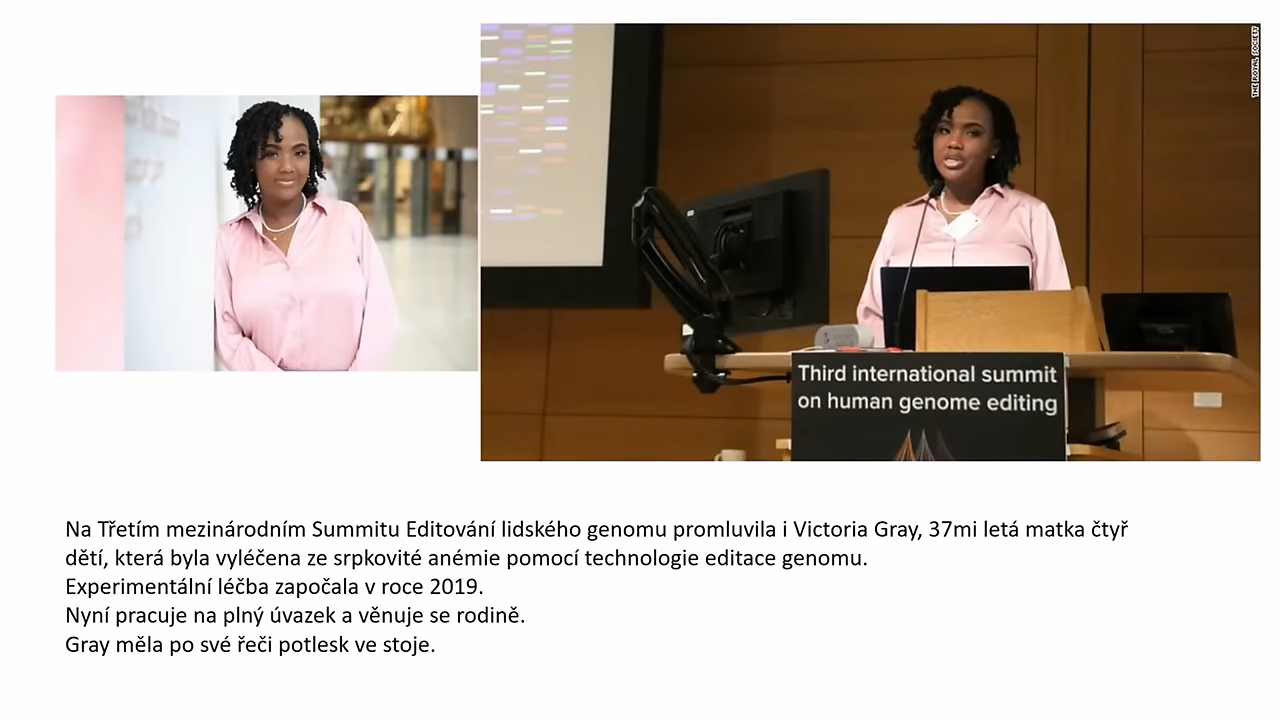 THE ROYAL SOCIETY
Third international summit
on human genome editing
Na Třetím mezinárodním Summitu Editování lidského genomu promluvila i Victoria Gray, 37mi letá matka čtyř
dětí, která byla vyléčena ze srpkovité anémie pomocí technologie editace genomu.
Experimentální léčba započala v roce 2019.
Nyní pracuje na plný úvazek a věnuje se rodině.
Gray měla po své řeči potlesk ve stoje.